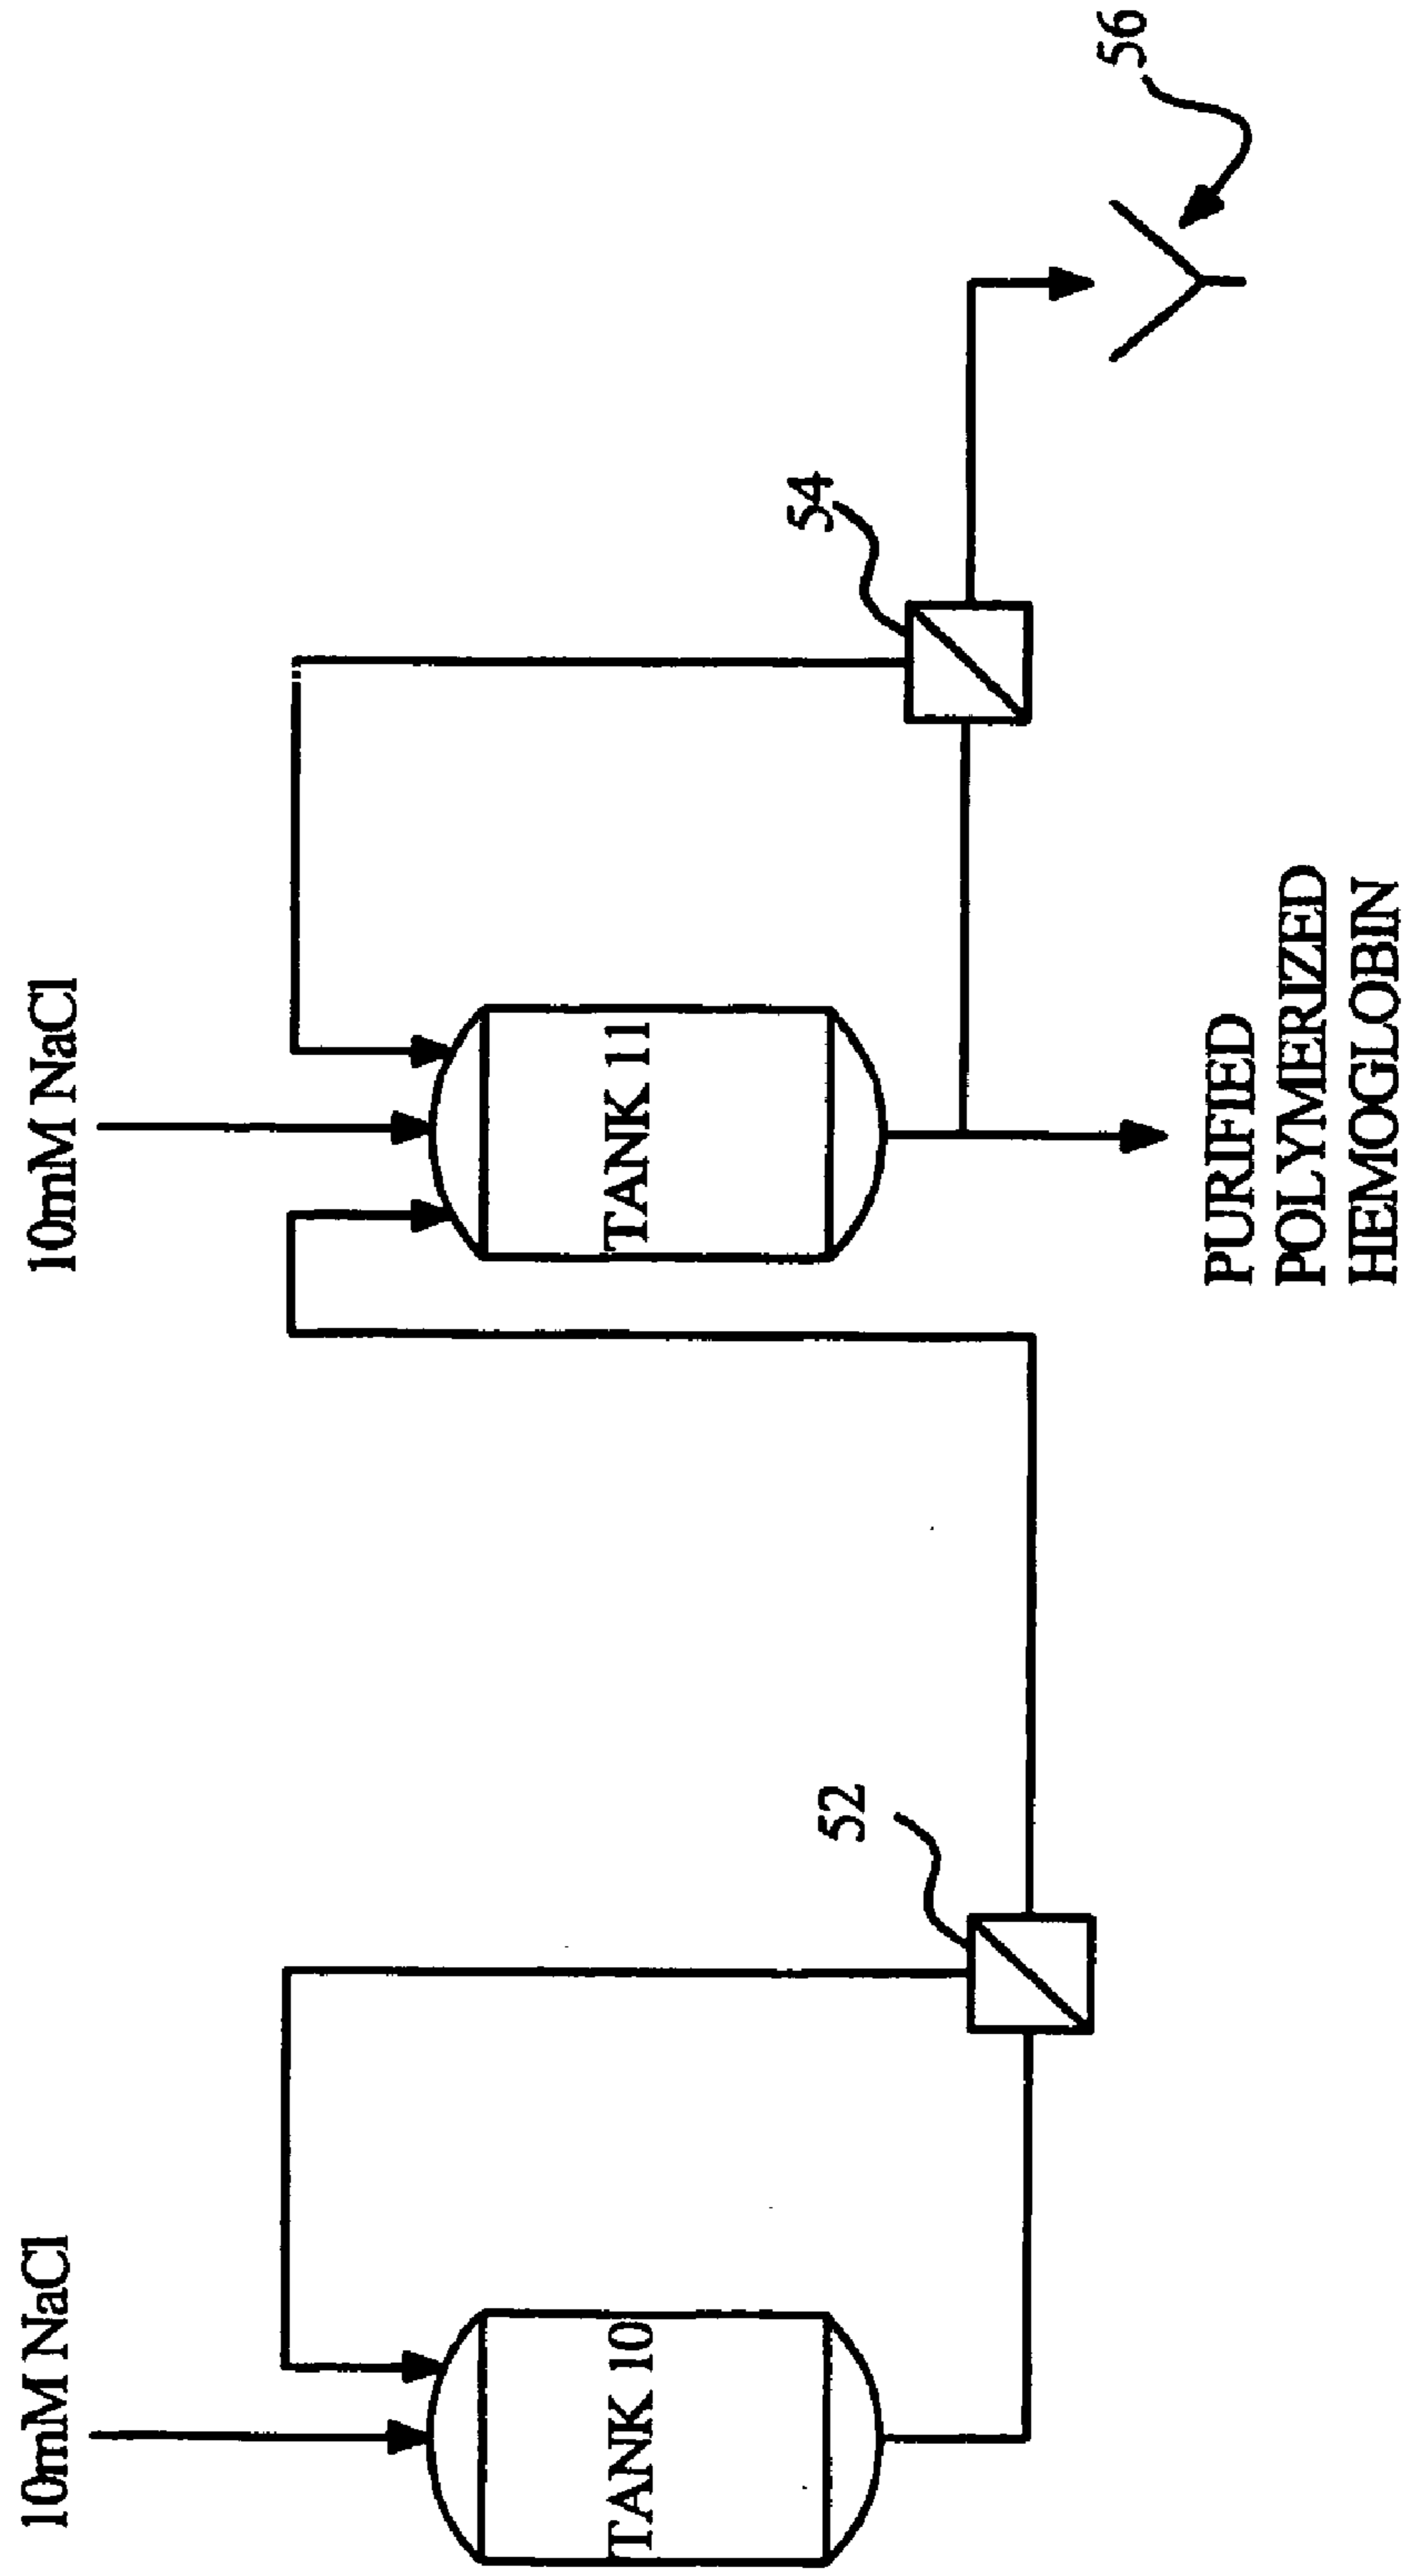 10mM NaCl
10mM NaCl
TANK 10
TANK 11
52
54
56
PURIFIED
POLYMERIZED
HEMOGLOBIN